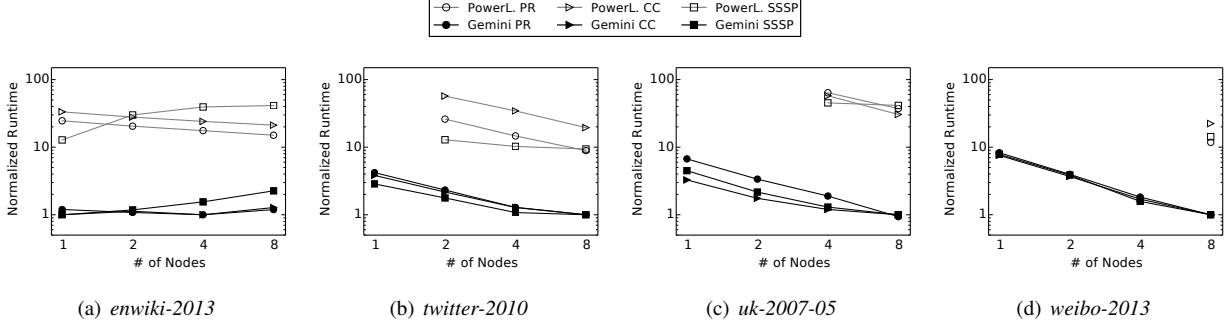 PowerL. PR PowerL. CC PowerL. SSSP
Gemini PR Gemini CC Gemini SSSP
Normalized Runtime
100
10
1
1 2 4 8
# of Nodes
(a) enwiki-2013
Normalized Runtime
100
10
1
1 2 4 8
# of Nodes
(b) twitter-2010
Normalized Runtime
100
10
1
1 2 4 8
# of Nodes
(c) uk-2007-05
Normalized Runtime
100
10
1
1 2 4 8
# of Nodes
(d) weibo-2013